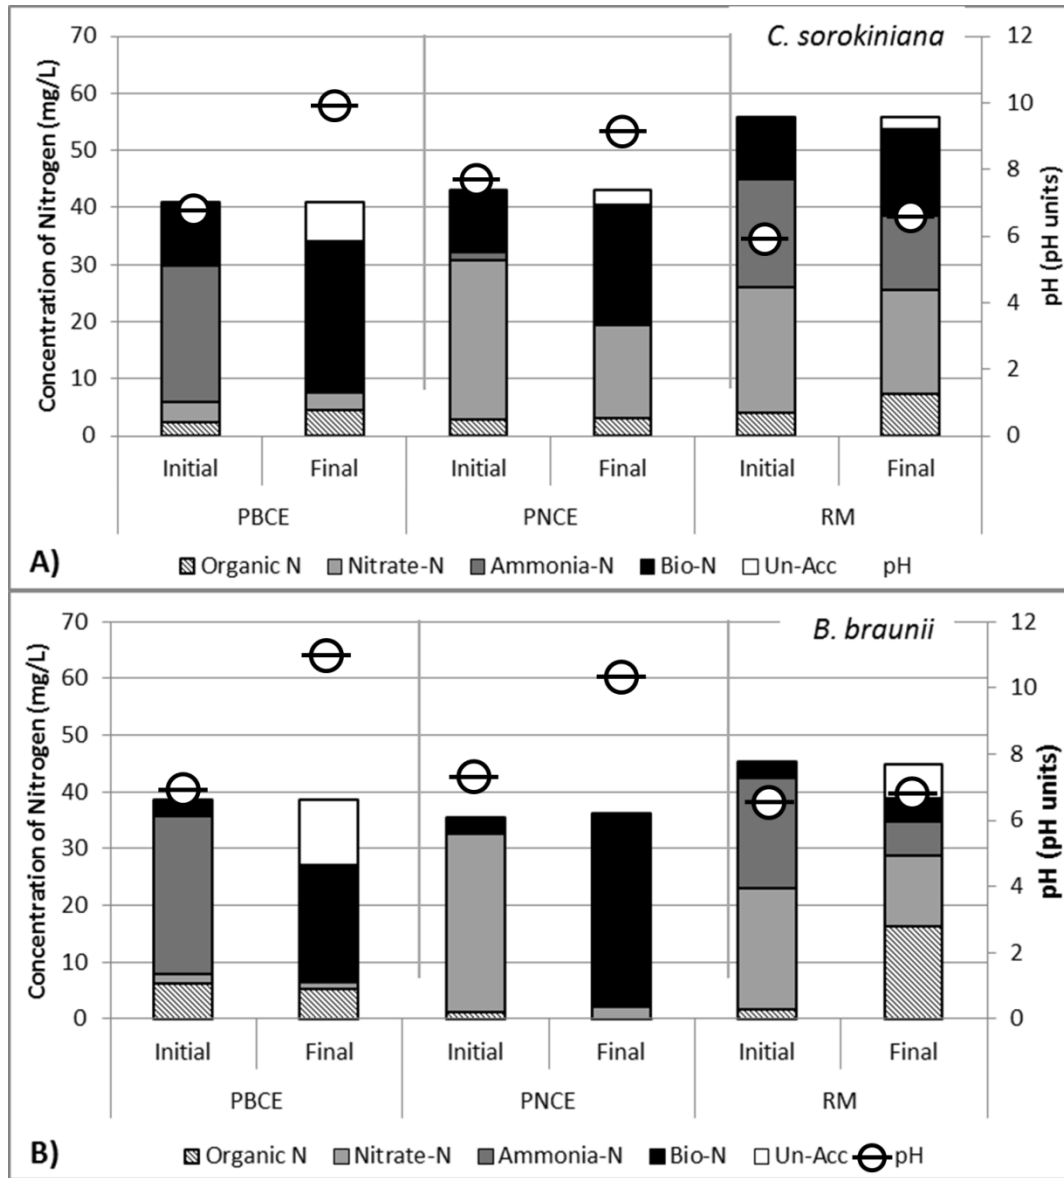 C. sorokiniana
Concentration of Nitrogen (mg/L)
70
60
50
40
30
20
10
0
12
10
8
6
4
2
0
pH (pH units)
Initial Final Initial Final Initial Final
PBCE PNCE RM
A)
Organic N Nitrate-N Ammonia-N Bio-N Un-Acc pH
B. braunii
Concentration of Nitrogen (mg/L)
70
60
50
40
30
20
10
0
12
10
8
6
4
2
0
pH (pH units)
Initial Final Initial Final Initial Final
PBCE PNCE RM
B)
Organic N Nitrate-N Ammonia-N Bio-N Un-Acc pH